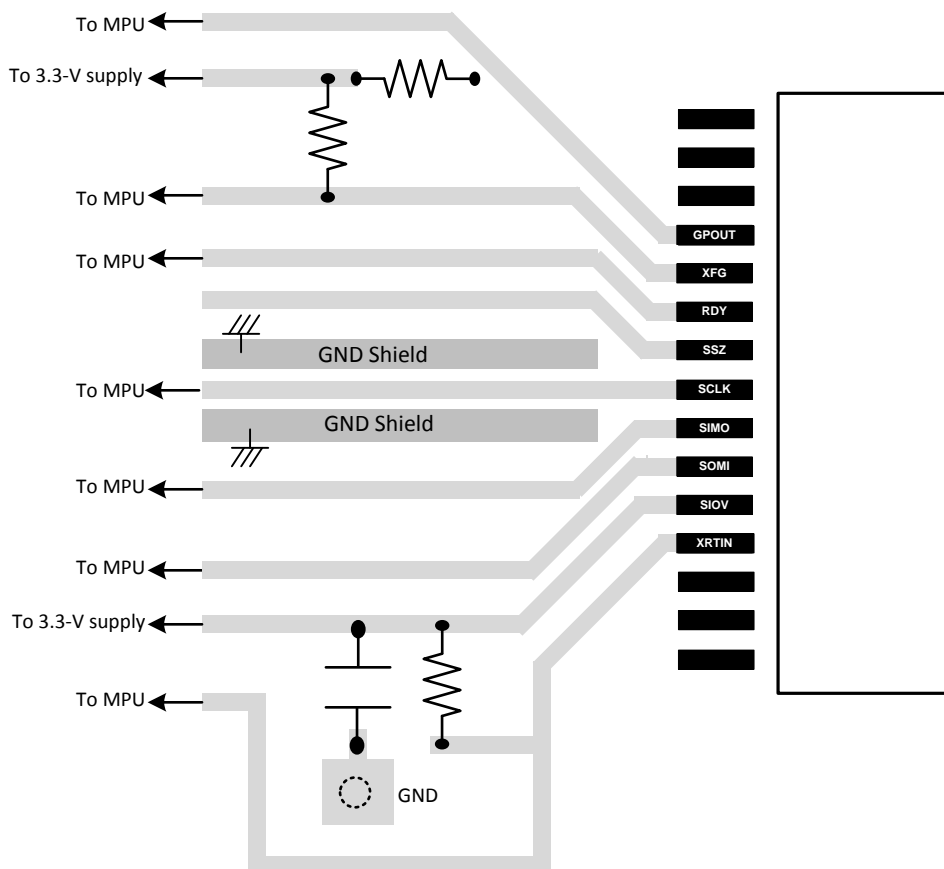 To MPU
To 3.3-V supply
To MPU
GPOUT
To MPU
XFG
RDY
GND Shield
SSZ
To MPU
SCLK
GND Shield
SIMO
To MPU
SOMI
SIOV
XRTIN
To MPU
To 3.3-V supply
To MPU
GND